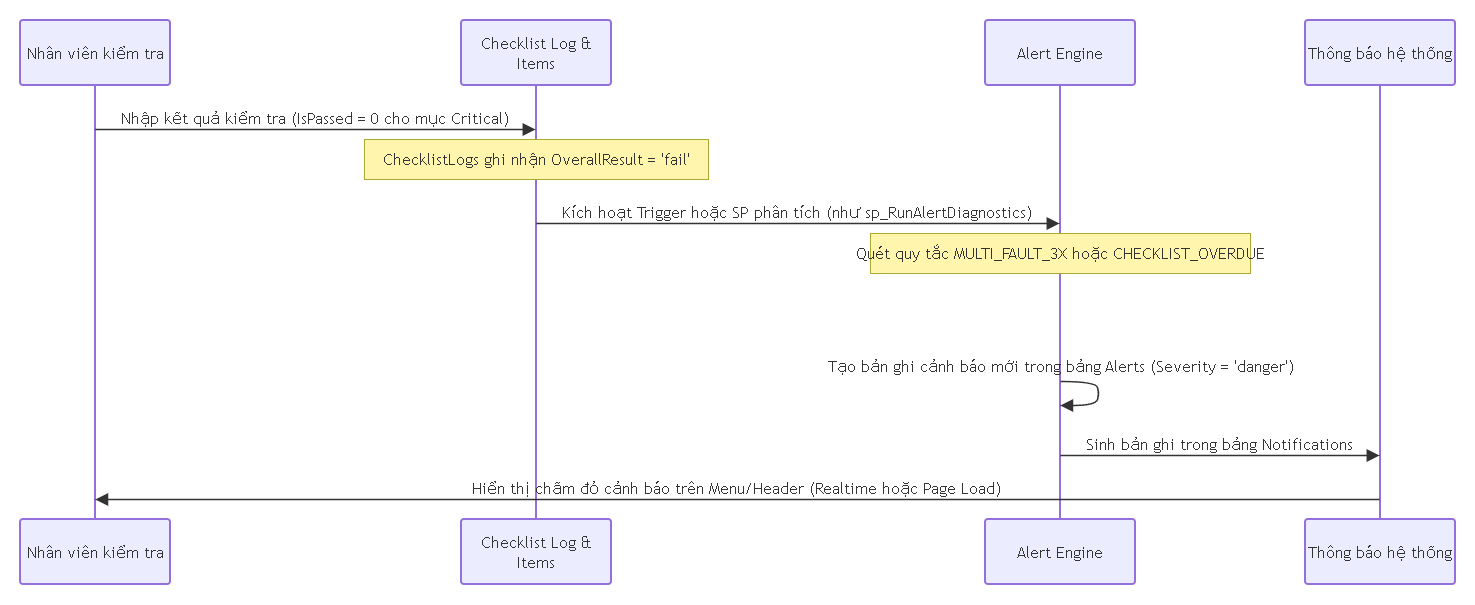 Nhân viên kiểm tra
Checklist Log &
Items
Alert Engine
Thông báo hệ thống
Nhập kết quả kiểm tra (IsPassed = 0 cho mục Critical)
ChecklistLogs ghi nhận OverallResult = 'fail'
Kích hoạt Trigger hoặc SP phân tích (như sp_RunAlertDiagnostics)
Quét quy tắc MULTI_FAULT_3X hoặc CHECKLIST_OVERDUE
Tạo bản ghi cảnh báo mới trong bảng Alerts (Severity = 'danger')
Sinh bản ghi trong bảng Notifications
Hiển thị chấm đỏ cảnh báo trên Menu/Header (Realtime hoặc Page Load)
Nhân viên kiểm tra
Checklist Log &
Items
Alert Engine
Thông báo hệ thống